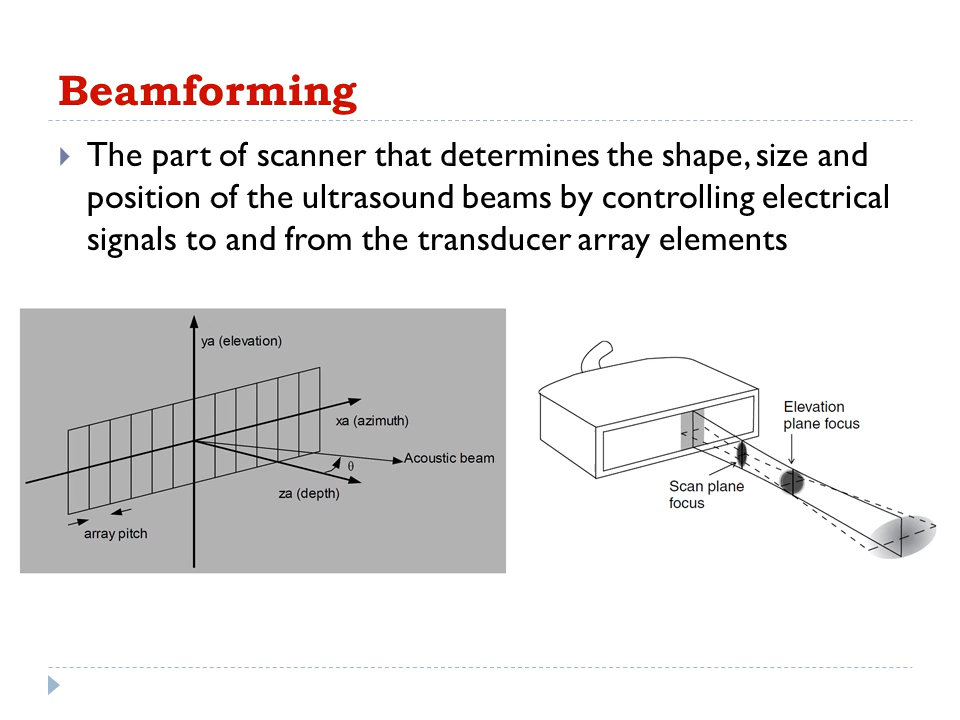 Beamforming
The part of scanner that determines the shape, size and
position of the ultrasound beams by controlling electrical
signals to and from the transducer array elements
ya (elevation)
xa (azimuth)
Acoustic beam
θ
za (depth)
array pitch
Elevation
plane focus
Scan plane
focus